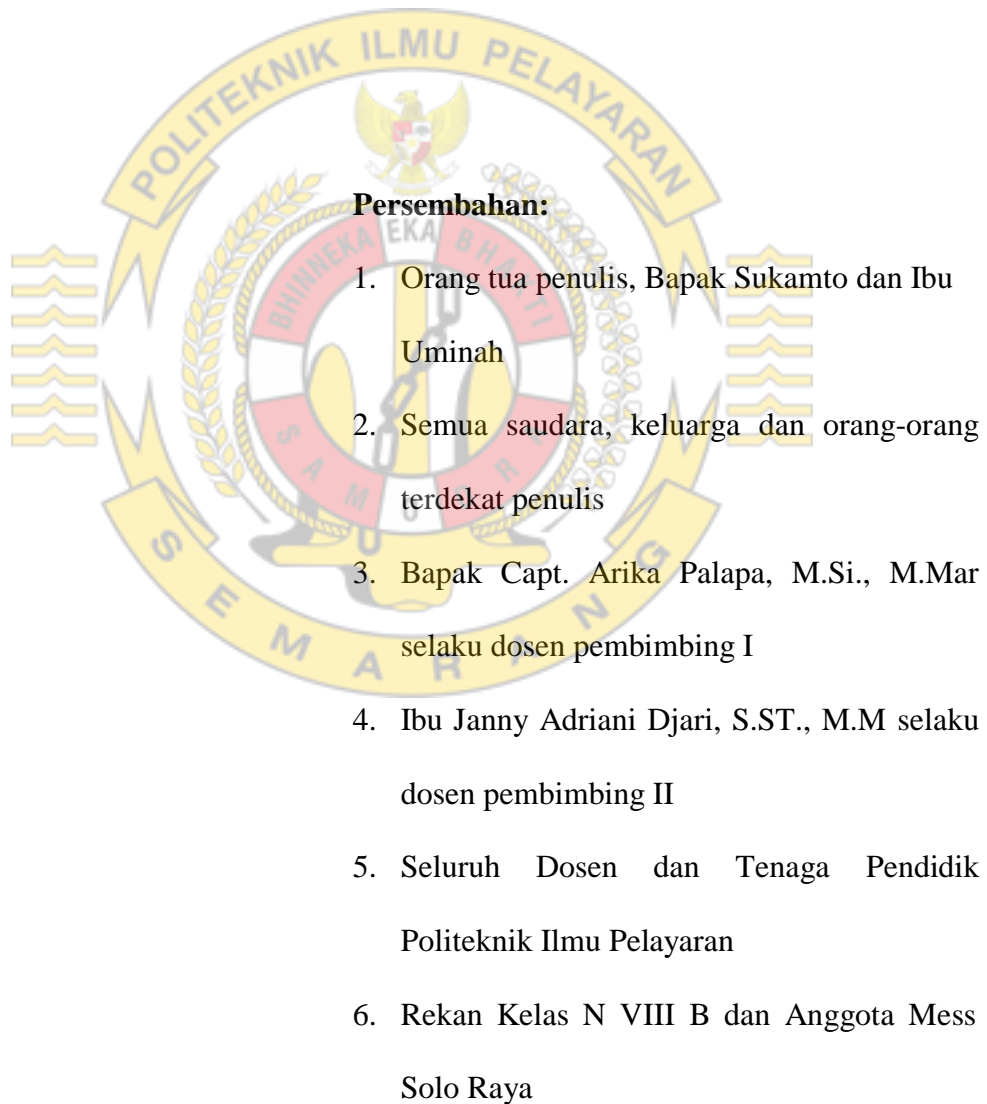 POLITEKNIK ILMU PELAYARAN
Persembahan:
BHINNEKA EKA BHAKTI
1. Orang tua penulis, Bapak Sukamto dan Ibu
Uminah
2. Semua saudara, keluarga dan orang-orang
terdekat penulis
3. Bapak Capt. Arika Palapa, M.Si., M.Mar
selaku dosen pembimbing I
SEMARANG
4. Ibu Janny Adriani Djari, S.ST., M.M selaku
dosen pembimbing II
5. Seluruh Dosen dan Tenaga Pendidik
Politeknik Ilmu Pelayaran
6. Rekan Kelas N VIII B dan Anggota Mess
Solo Raya